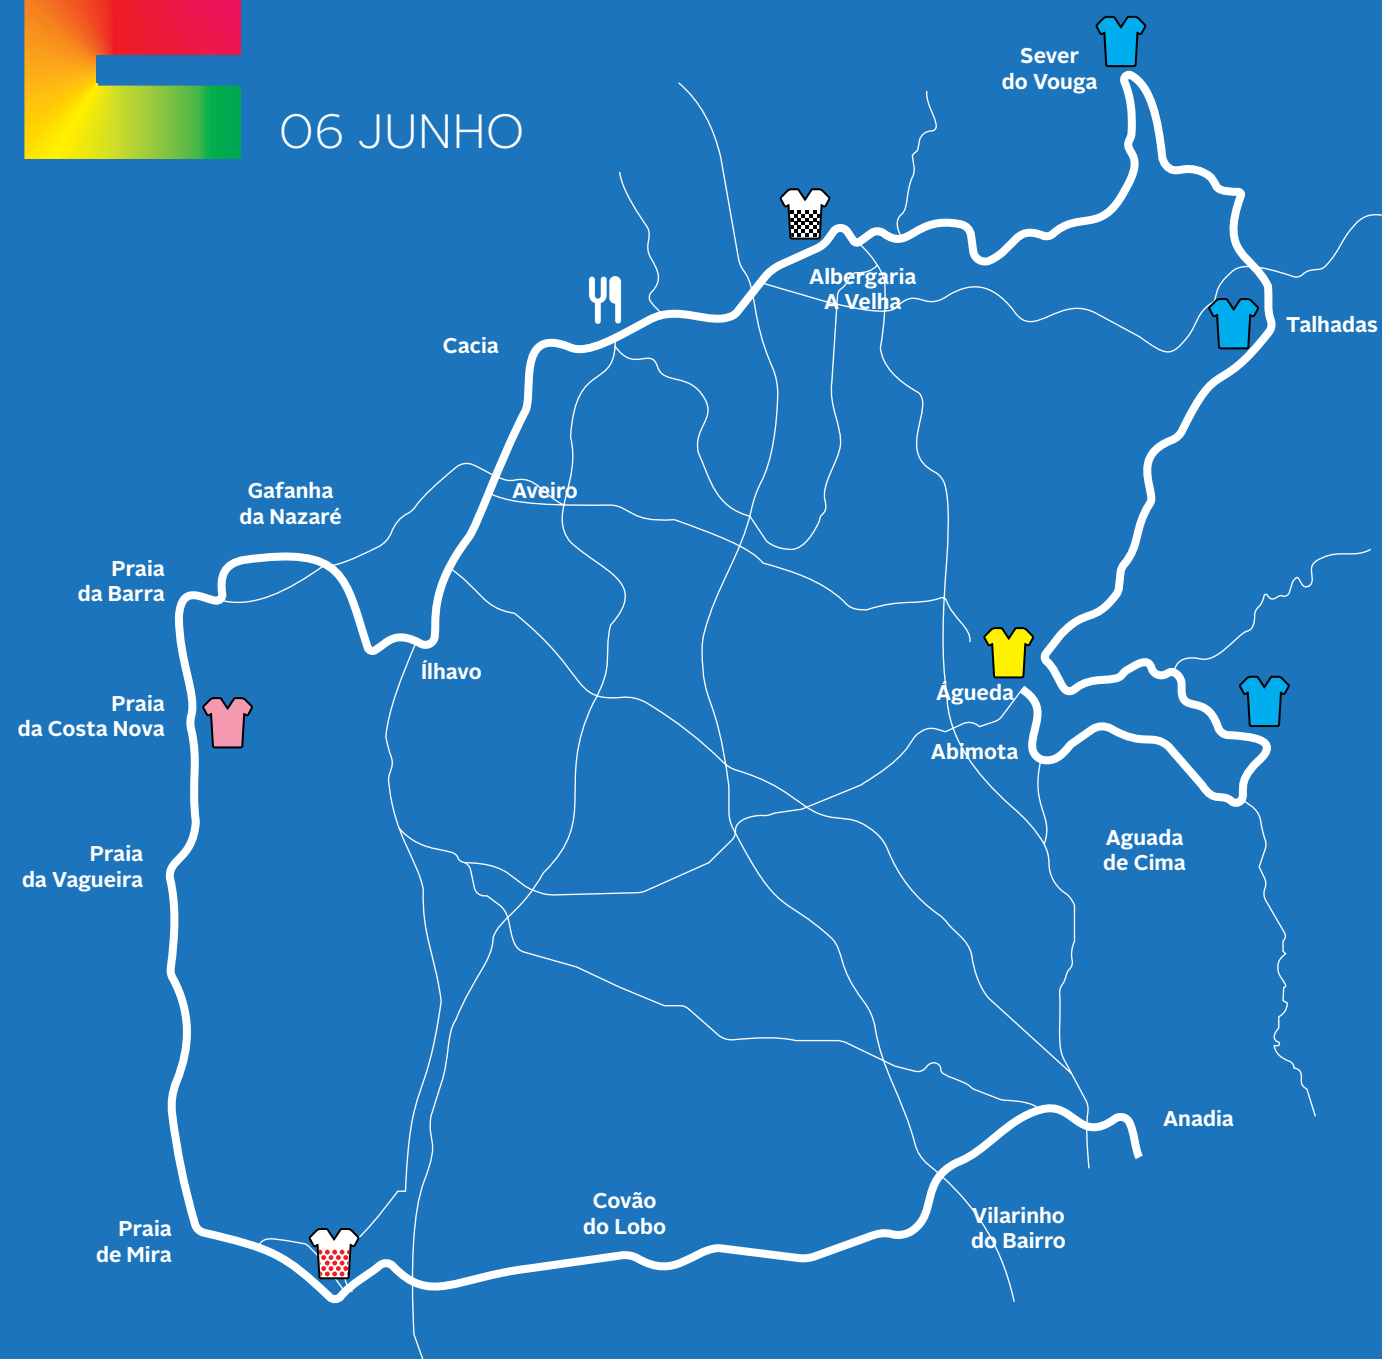 06 JUNHO
Sever
do Vouga
Albergaria
A Velha
Talhadas
Cacia
Gafanha
da Nazaré
Aveiro
Praia
da Barra
Ílhavo
Praia
da Costa Nova
Águeda
Abimota
Praia
da Vagueira
Aguada
de Cima
Anadia
Covão
do Lobo
Vilarinho
do Bairro
Praia
de Mira